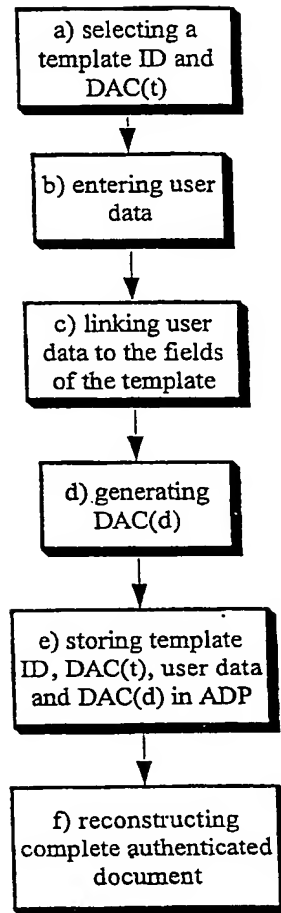 a) selecting a
template ID and
DAC(t)
b) entering user
data
c) linking user
data to the fields
of the template
d) generating
DAC(d)
e) storing template
ID, DAC(t), user data
and DAC(d) in ADP
f) reconstructing
complete authenticated
document